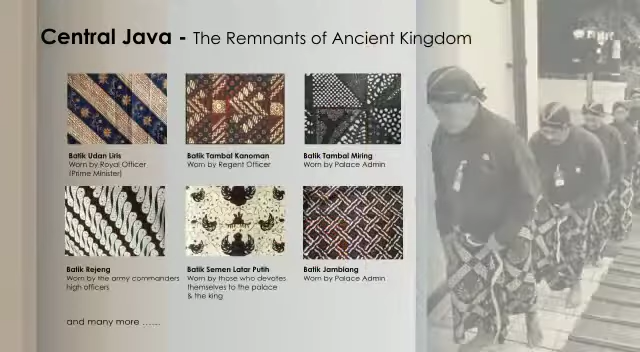 Central Java - The Remnants of Ancient Kingdom
Batik Udan Liris
Worn by Royal Officer
(Prime Minister)
Batik Tambal Kanoman
Worn by Regent Officer
Batik Tambal Miring
Worn by Palace Admin
Batik Rejeng
Worn by the army commanders
high officers
Batik Semen Latar Putih
Worn by those who devotes
themselves to the palace
& the king
Batik Jamblang
Worn by Palace Admin
and many more ......